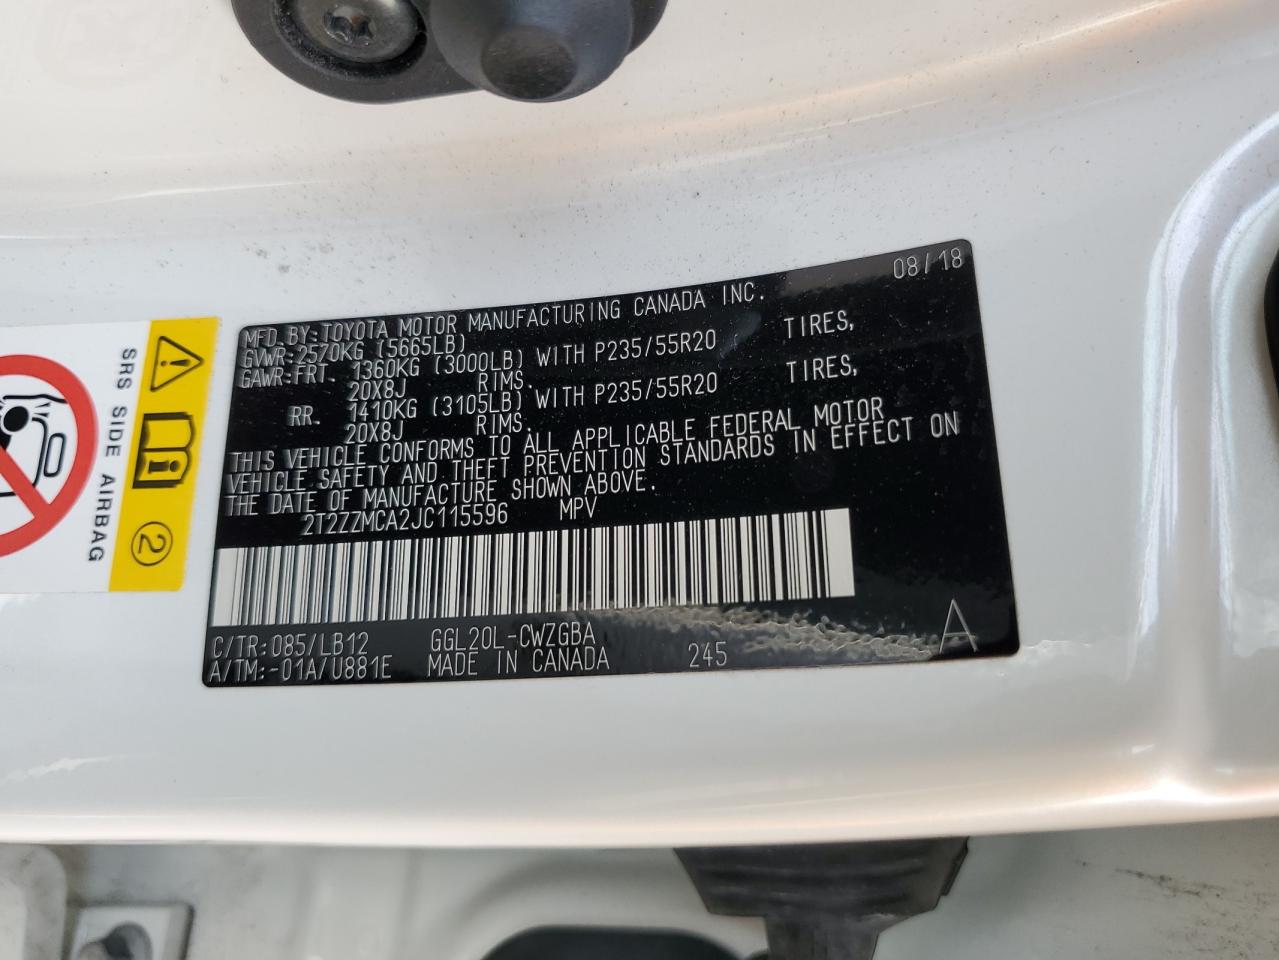 08/18
MFD. BY: TOYOTA MOTOR MANUFACTURING CANADA INC.
GVWR: 2570KG (5665LB)
GAWR: FRT. 1360KG (3000LB) WITH P235/55R20 TIRES,
20X8J RIMS.
RR. 1410KG (3105LB) WITH P235/55R20 TIRES,
20X8J RIMS.
THIS VEHICLE CONFORMS TO ALL APPLICABLE FEDERAL MOTOR
VEHICLE SAFETY AND THEFT PREVENTION STANDARDS IN EFFECT ON
THE DATE OF MANUFACTURE SHOWN ABOVE.
2T2ZZMCA2JC115596 MPV
C/TR: 085/LB12 GGL20L-CWZGBA
A/TM: -01A/U881E MADE IN CANADA 245 A
SRS SIDE AIRBAG
2